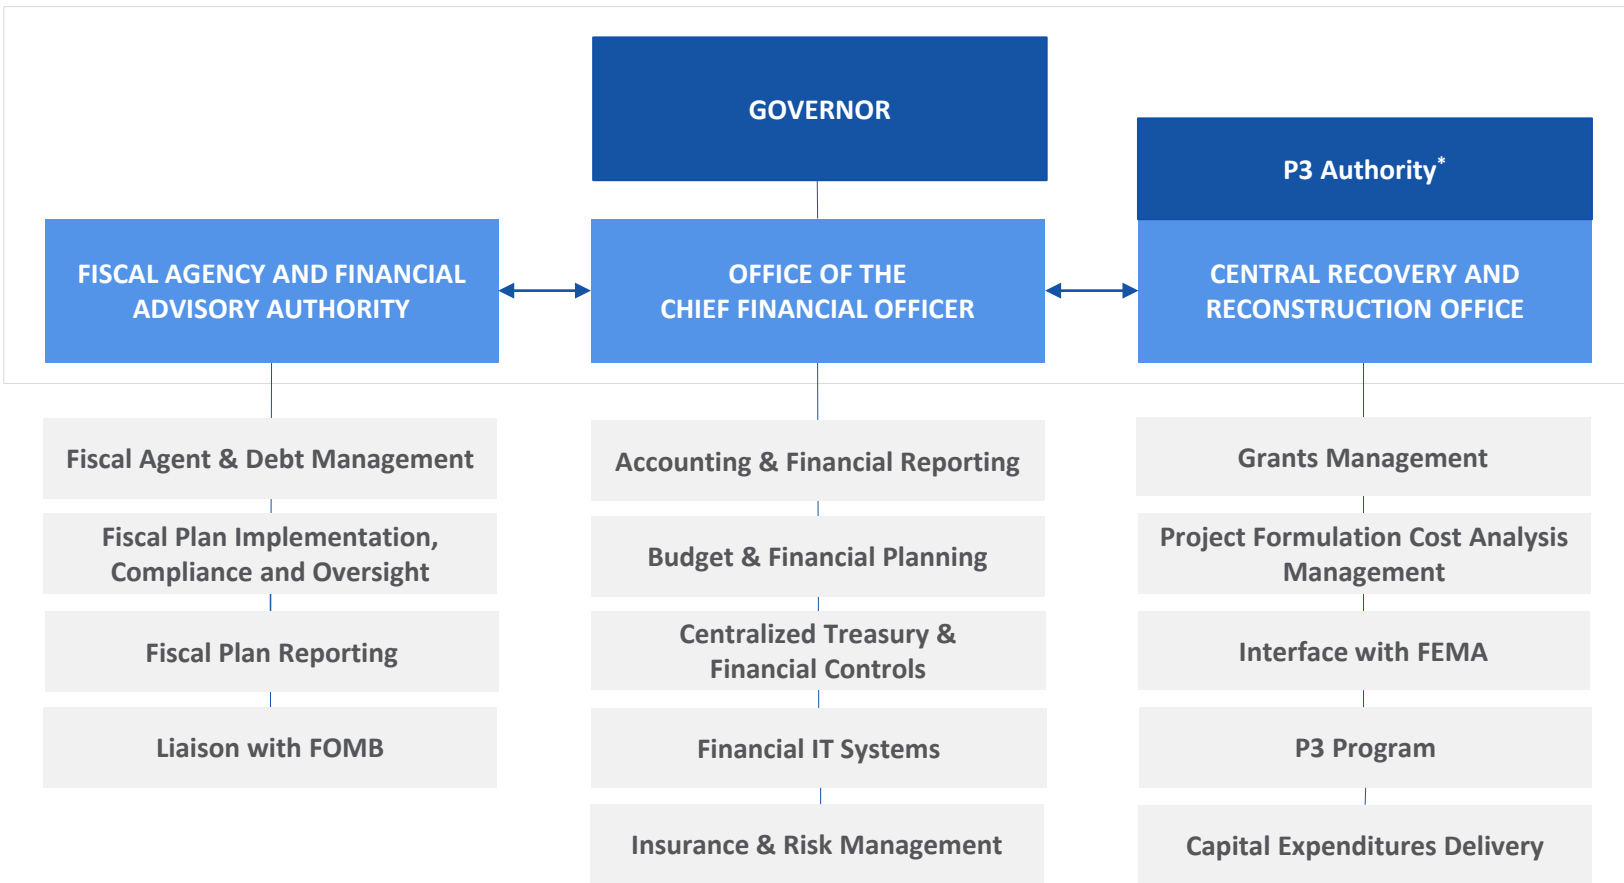 GOVERNOR
P3 Authority*
FISCAL AGENCY AND FINANCIAL
ADVISORY AUTHORITY
OFFICE OF THE
CHIEF FINANCIAL OFFICER
CENTRAL RECOVERY AND
RECONSTRUCTION OFFICE
Fiscal Agent & Debt Management
Fiscal Plan Implementation,
Compliance and Oversight
Fiscal Plan Reporting
Liaison with FOMB
Accounting & Financial Reporting
Budget & Financial Planning
Centralized Treasury &
Financial Controls
Financial IT Systems
Insurance & Risk Management
Grants Management
Project Formulation Cost Analysis
Management
Interface with FEMA
P3 Program
Capital Expenditures Delivery